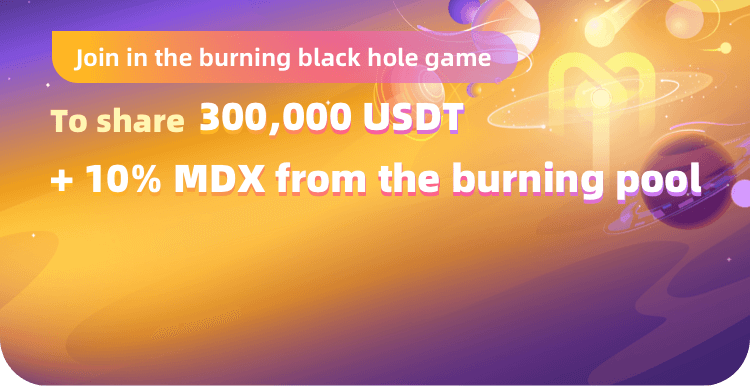 Join in the burning black hole game
To share 300,000 USDT
+ 10% MDX from the burning pool